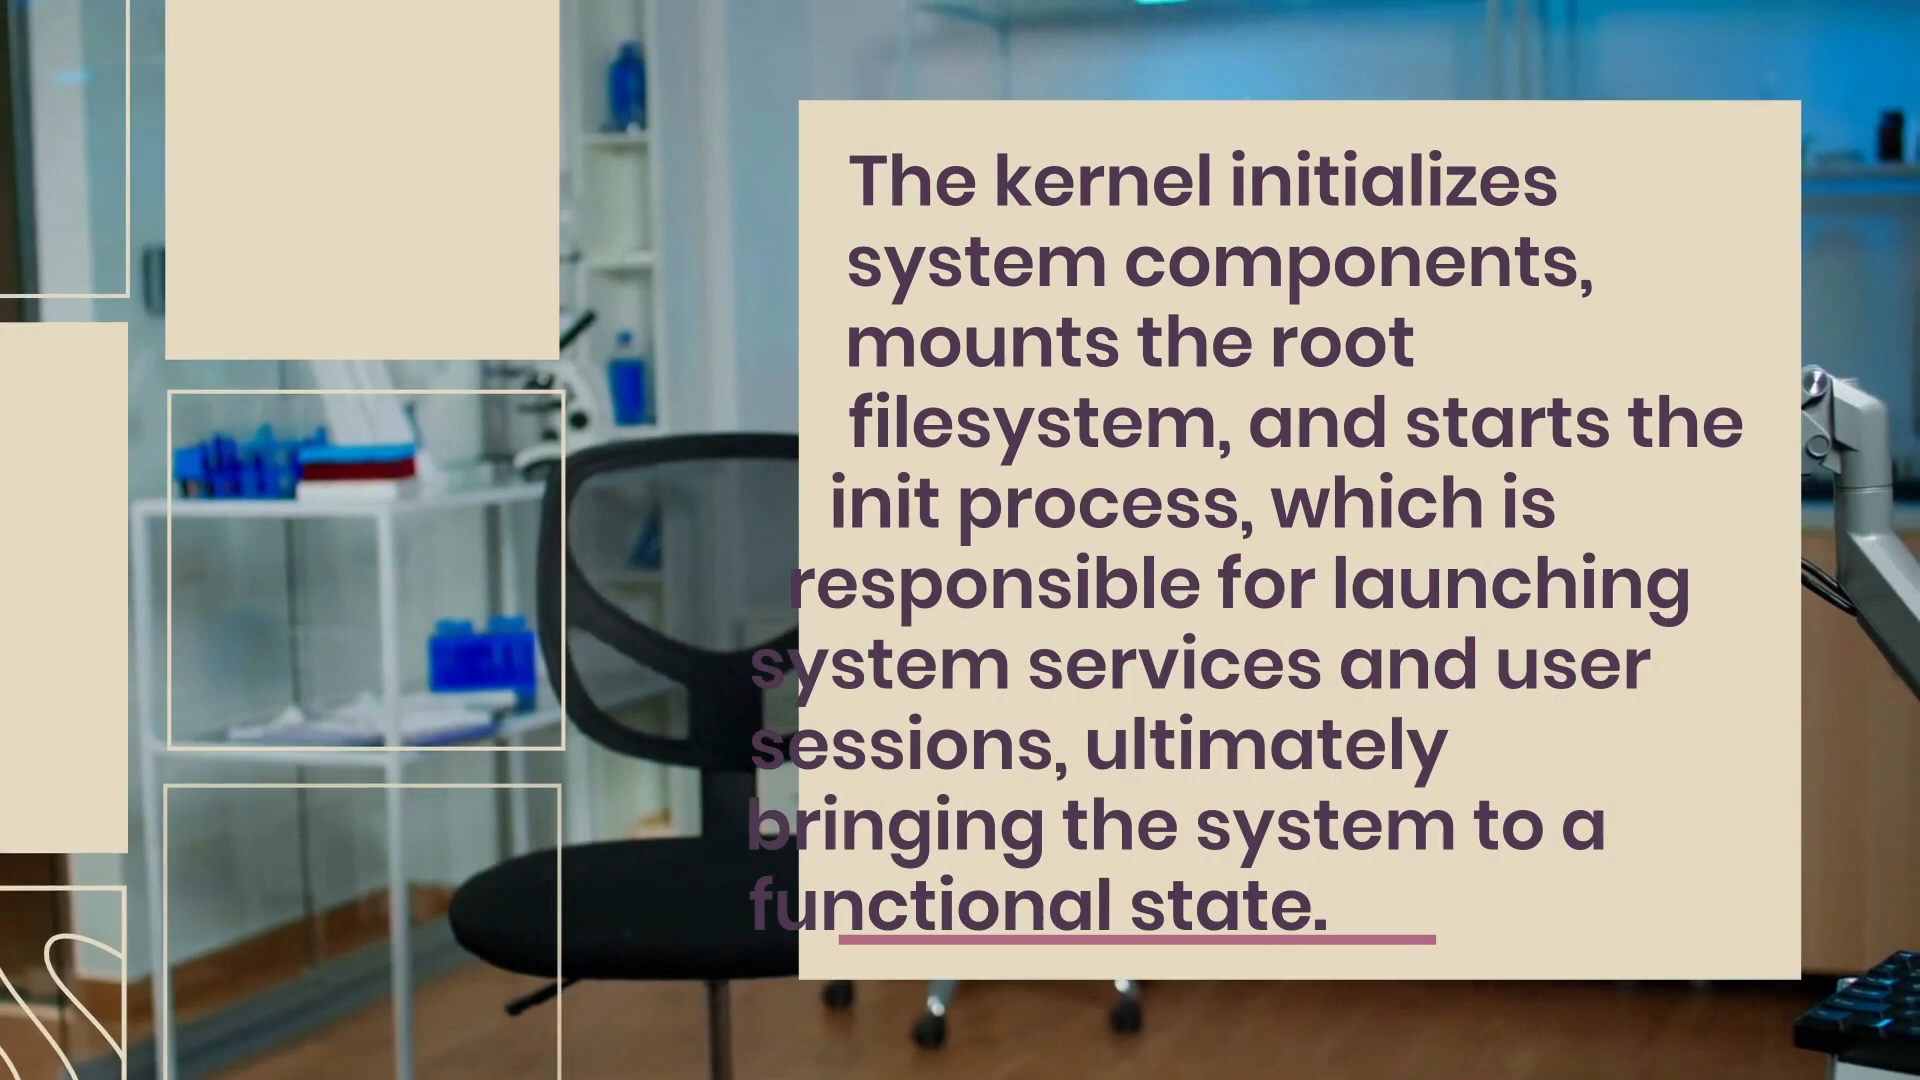 The kernel initializes
system components,
mounts the root
filesystem, and starts the
init process, which is
responsible for launching
system services and user
sessions, ultimately
bringing the system to a
functional state.